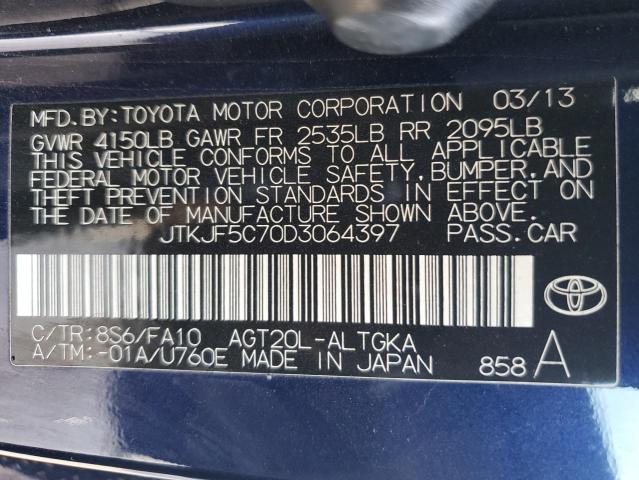 MFD.BY:TOYOTA MOTOR CORPORATION 03/13
GVWR 4150LB GAWR FR 2535LB RR 2095LB
THIS VEHICLE CONFORMS TO ALL APPLICABLE
FEDERAL MOTOR VEHICLE SAFETY,BUMPER,AND
THEFT PREVENTION STANDARDS IN EFFECT ON
THE DATE OF MANUFACTURE SHOWN ABOVE.
JTKJF5C70D3064397 PASS.CAR
C/TR:8S6/FA10 AGT20L-ALTGKA
A/TM:-01A/U760E MADE IN JAPAN 858 A
TOYOTA